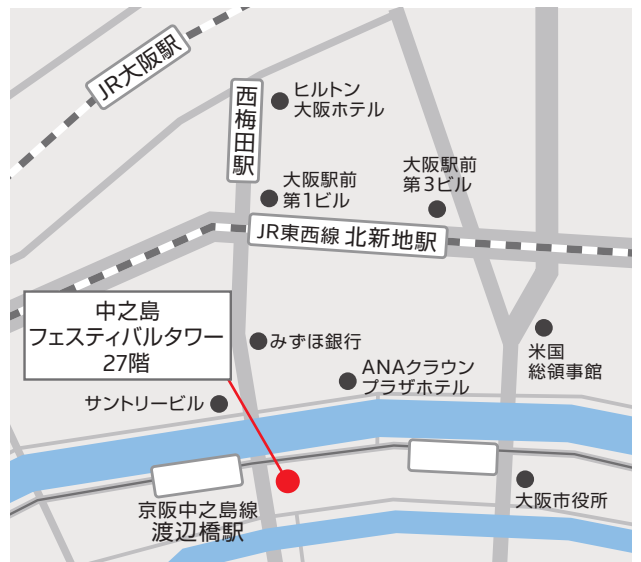 JR大阪駅
西梅田駅
ヒルトン
大阪ホテル
大阪駅前
第1ビル
大阪駅前
第3ビル
JR東西線 北新地駅
中之島
フェスティバルタワー
27階
みずほ銀行
米国
総領事館
ANAクラウン
プラザホテル
サントリービル
京阪中之島線
渡辺橋駅
大阪市役所